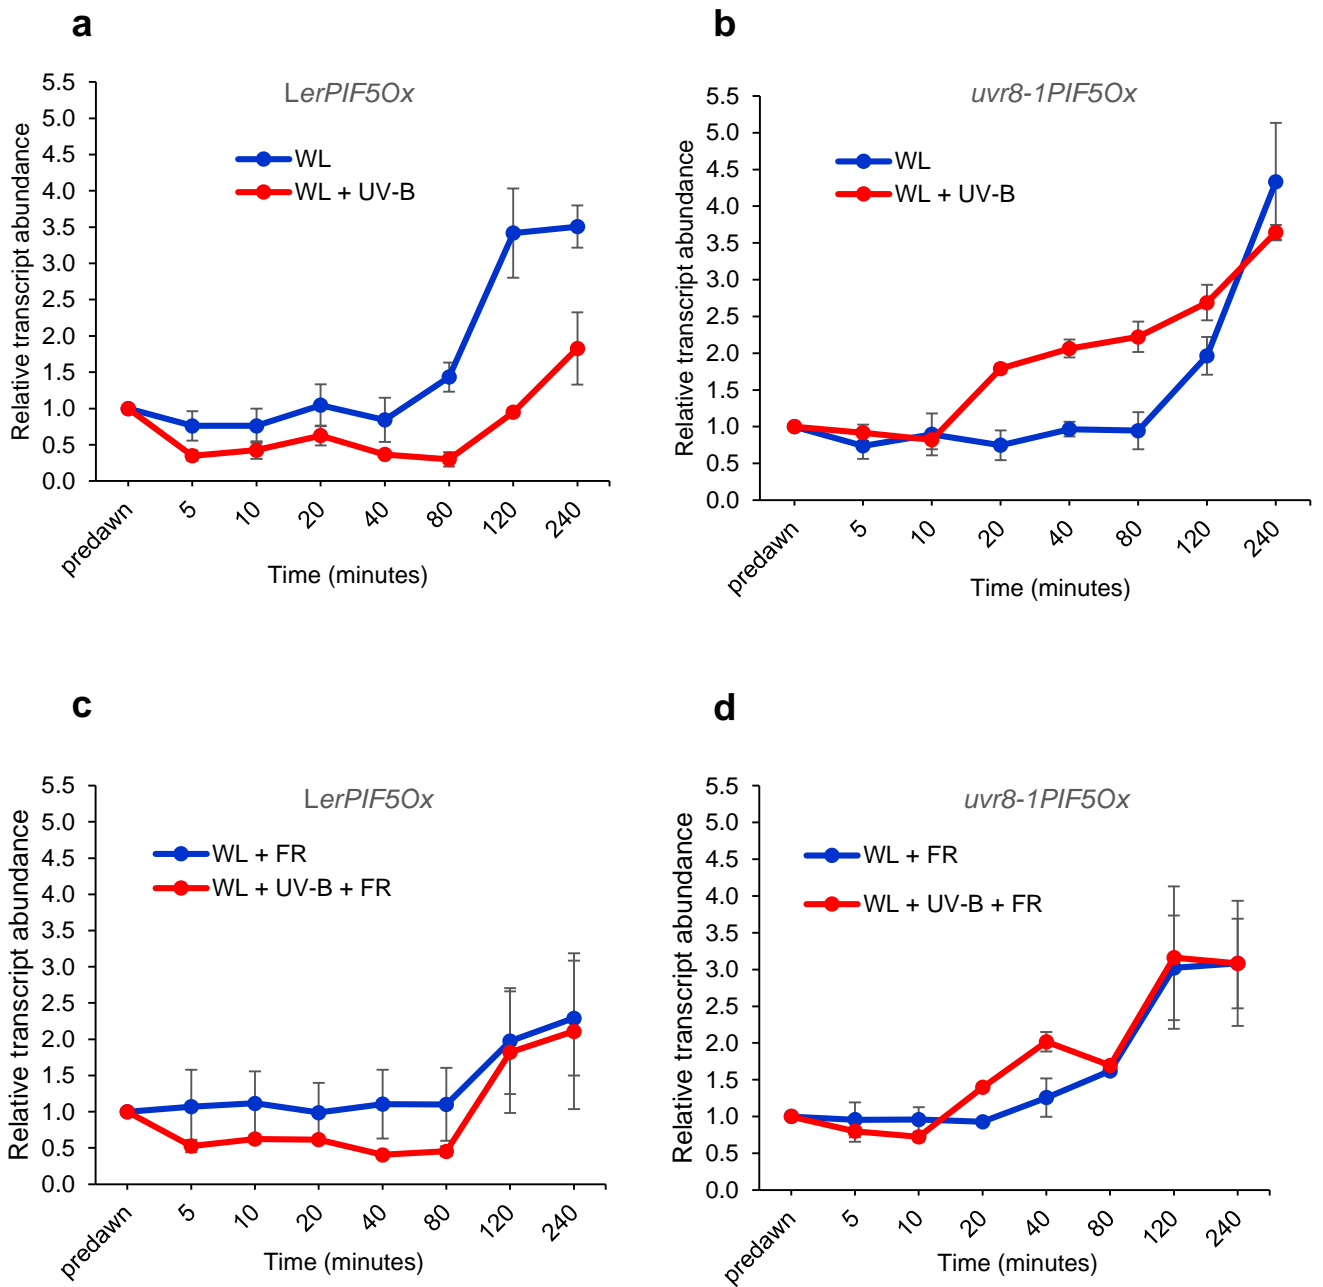 a
LerPIF5Ox
Relative transcript abundance
5.5
5.0
4.5
4.0
3.5
3.0
2.5
2.0
1.5
1.0
0.5
0.0
WL
WL + UV-B
predawn 5 10 20 40 80 120 240
Time (minutes)
b
uvr8-1PIF5Ox
Relative transcript abundance
5.5
5.0
4.5
4.0
3.5
3.0
2.5
2.0
1.5
1.0
0.5
0.0
WL
WL + UV-B
predawn 5 10 20 40 80 120 240
Time (minutes)
c
LerPIF5Ox
Relative transcript abundance
5.5
5.0
4.5
4.0
3.5
3.0
2.5
2.0
1.5
1.0
0.5
0.0
WL + FR
WL + UV-B + FR
predawn 5 10 20 40 80 120 240
Time (minutes)
d
uvr8-1PIF5Ox
Relative transcript abundance
5.5
5.0
4.5
4.0
3.5
3.0
2.5
2.0
1.5
1.0
0.5
0.0
WL + FR
WL + UV-B + FR
predawn 5 10 20 40 80 120 240
Time (minutes)